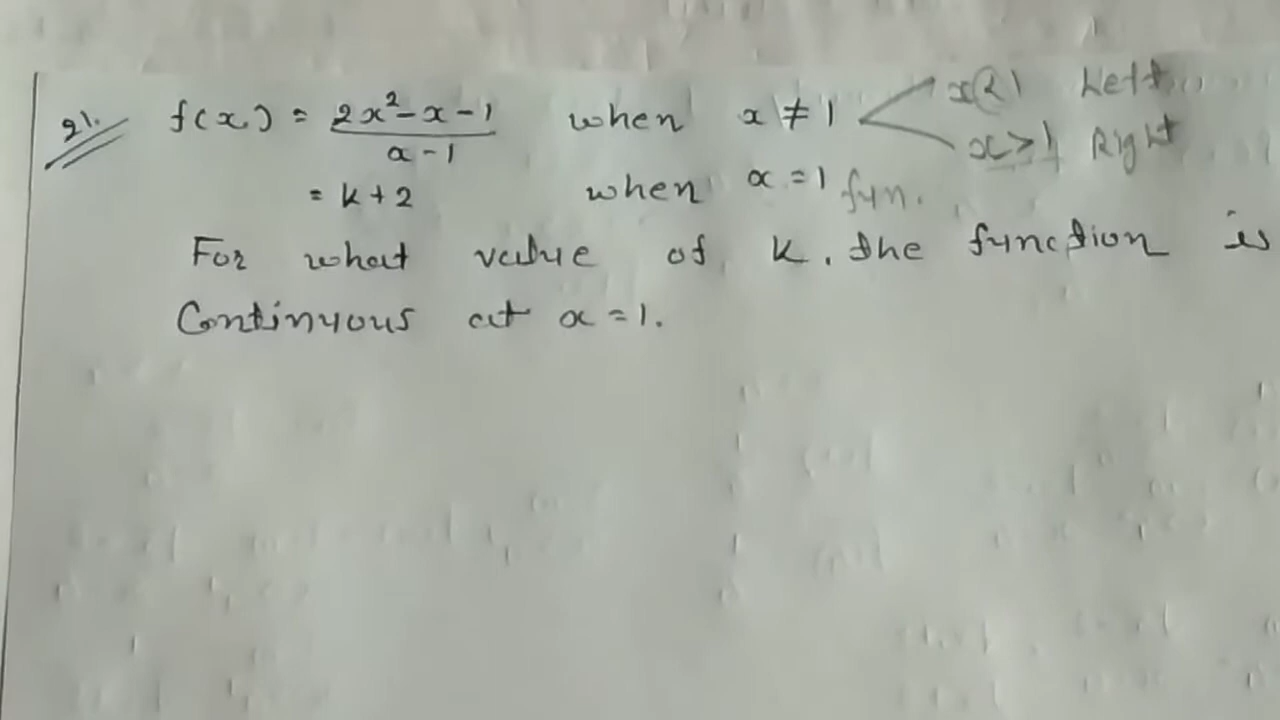 21. f(x) = 2x² - x - 1 / x - 1 when x ≠ 1 x < 1 Left
x > 1 Right
= k + 2 when x = 1 fun.
For what value of k, the function is
Continuous at x = 1.